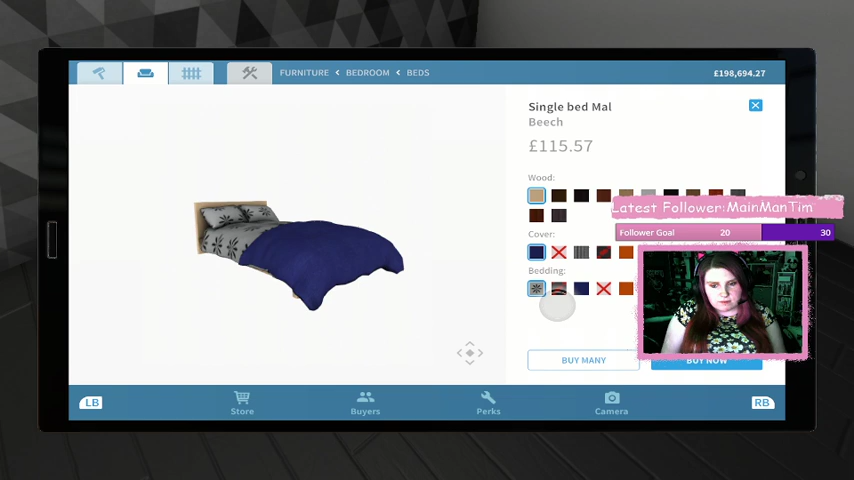 FURNITURE < BEDROOM < BEDS
£198,694.27
Single bed Mal
Beech
£115.57
Wood:
Latest Follower:MainManTim
Follower Goal 20 30
Cover:
Bedding:
BUY MANY
BUY NOW
LB
Store
Buyers
Perks
Camera
RB